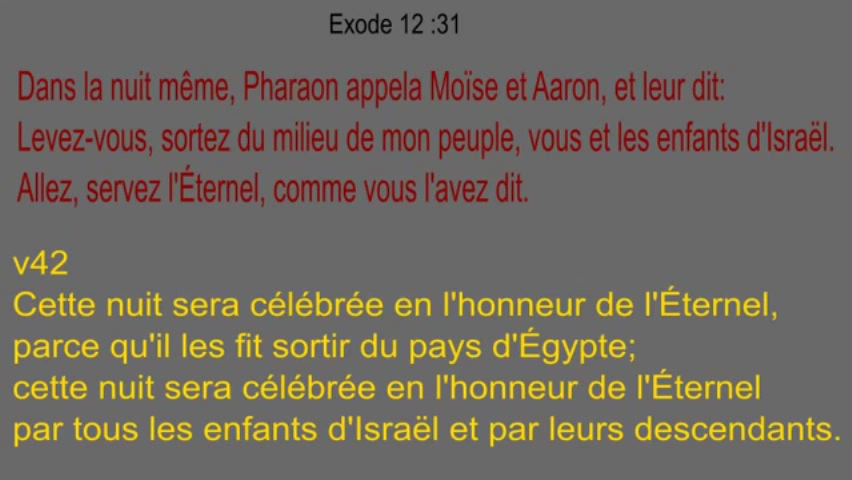 Exode 12 :31
Dans la nuit même, Pharaon appela Moïse et Aaron, et leur dit:
Levez-vous, sortez du milieu de mon peuple, vous et les enfants d'Israël.
Allez, servez l'Éternel, comme vous l'avez dit.
v42
Cette nuit sera célébrée en l'honneur de l'Éternel,
parce qu'il les fit sortir du pays d'Égypte;
cette nuit sera célébrée en l'honneur de l'Éternel
par tous les enfants d'Israël et par leurs descendants.